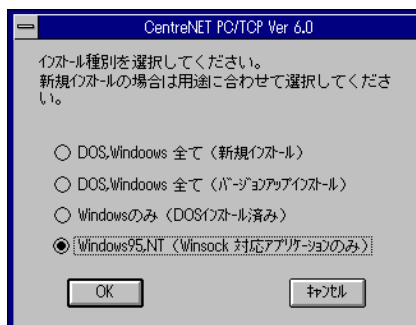 CentreNET PC/TCP Ver 6.0
ｲﾝｽﾄｰﾙ種別を選択してください。
新規ｲﾝｽﾄｰﾙの場合は用途に合わせて選択してくださ
い。
DOS,Windoows 全て（新規ｲﾝｽﾄｰﾙ）
DOS,Windoows 全て（ﾊﾞｰｼﾞｮﾝｱｯﾌﾟｲﾝｽﾄｰﾙ）
Windowsのみ（DOSｲﾝｽﾄｰﾙ済み）
Windows95,NT（Winsock 対応ｱﾌﾟﾘｹｰｼｮﾝのみ）
OK
ｷｬﾝｾﾙ